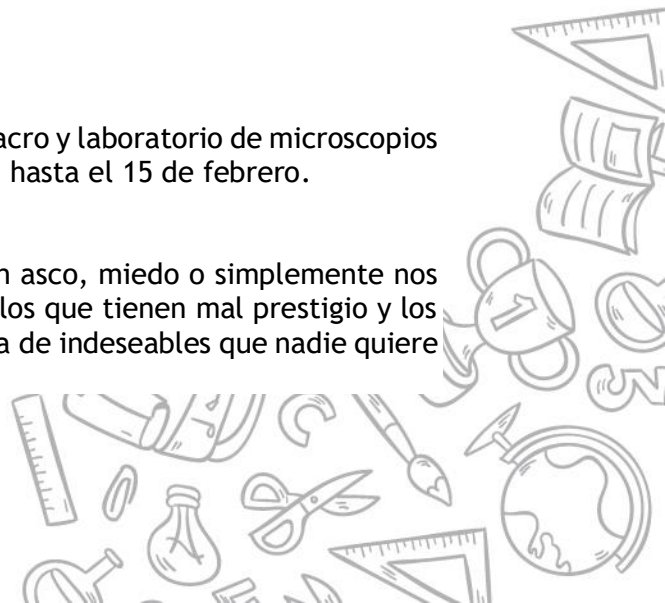 acro y laboratorio de microscopios
hasta el 15 de febrero.
n asco, miedo o simplemente nos
los que tienen mal prestigio y los
a de indeseables que nadie quiere
1